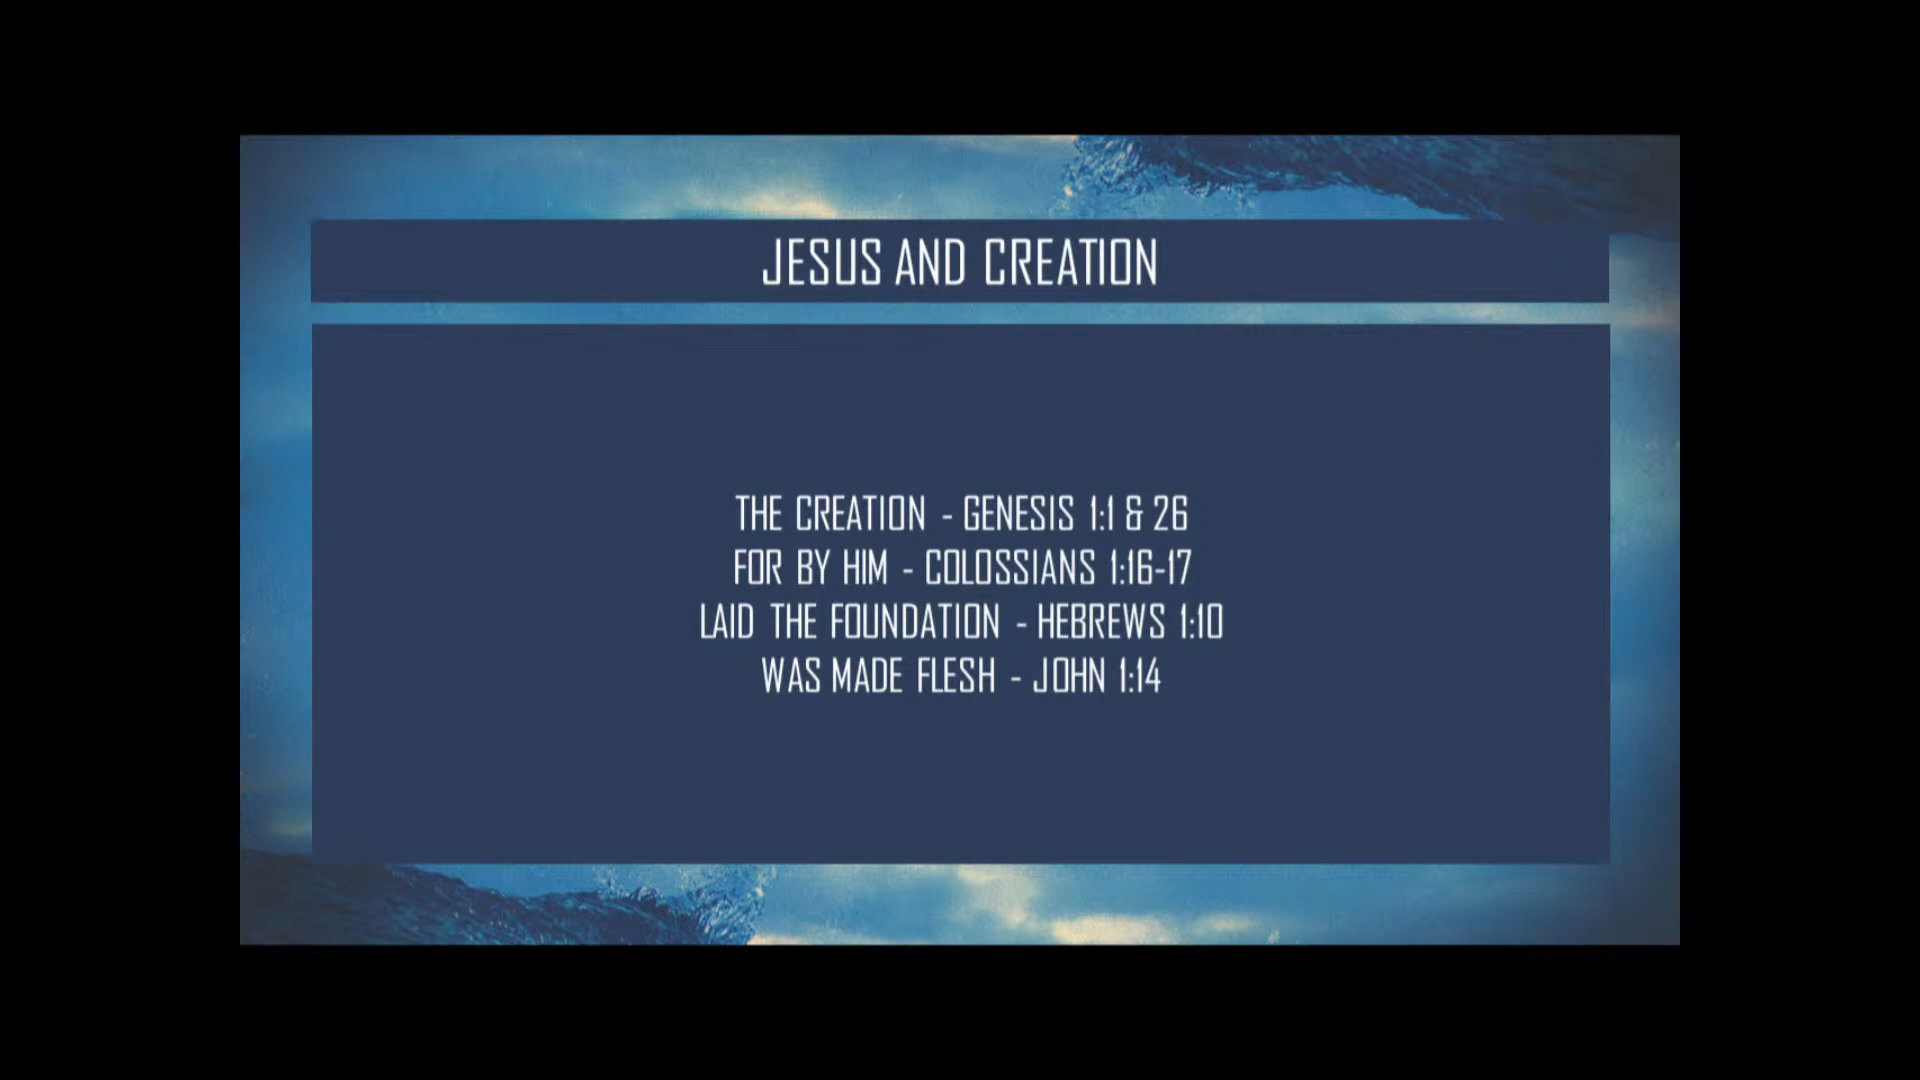 JESUS AND CREATION
THE CREATION - GENESIS 1:1 & 26
FOR BY HIM - COLOSSIANS 1:16-17
LAID THE FOUNDATION - HEBREWS 1:10
WAS MADE FLESH - JOHN 1:14